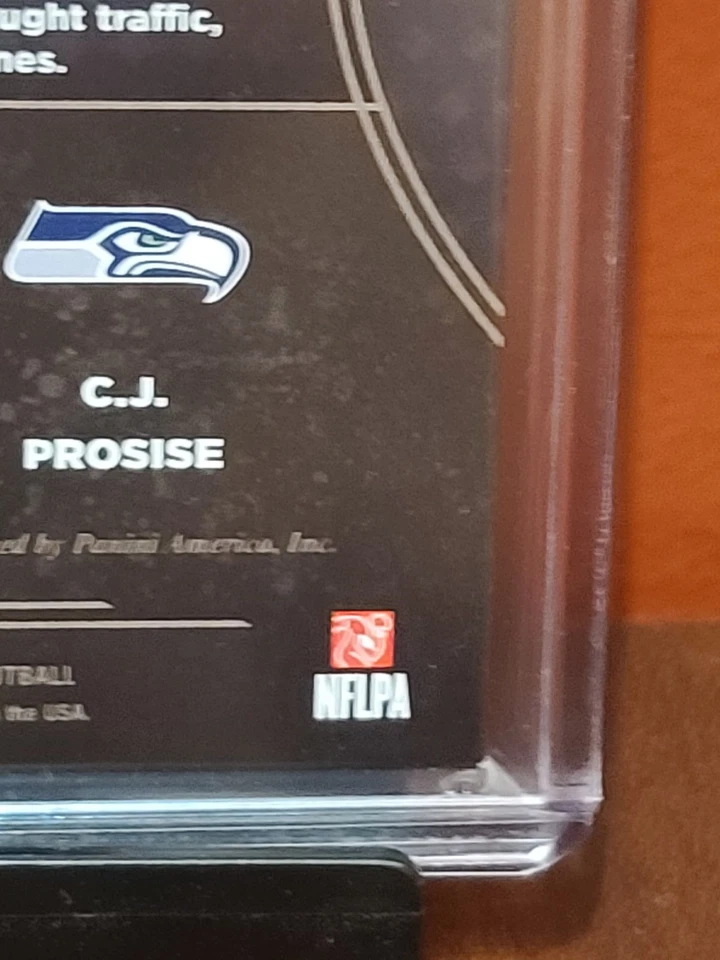 ught traffic,
nes.
C.J.
PROSISE
ed by Panini America, Inc.
TBALL
the USA.
NFLPA